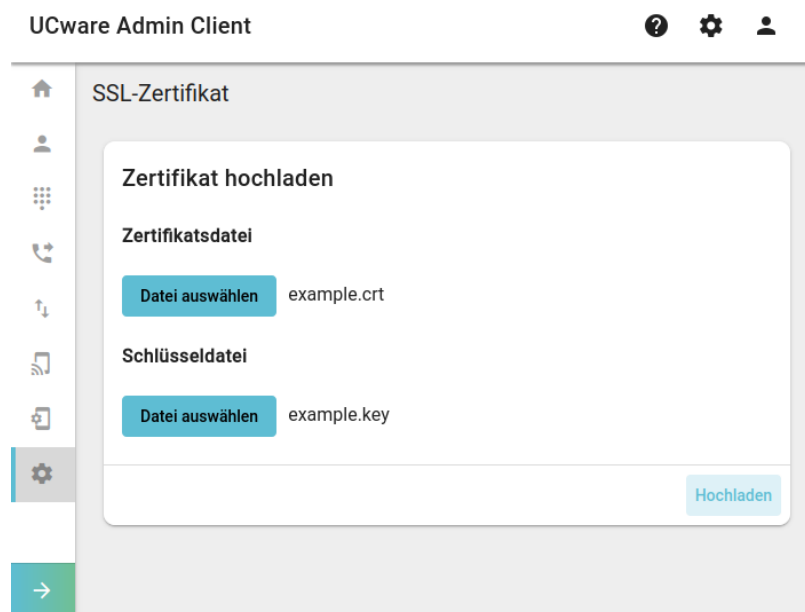 UCware Admin Client
SSL-Zertifikat
Zertifikat hochladen
Zertifikatsdatei
Datei auswählen example.crt
Schlüsseldatei
Datei auswählen example.key
Hochladen